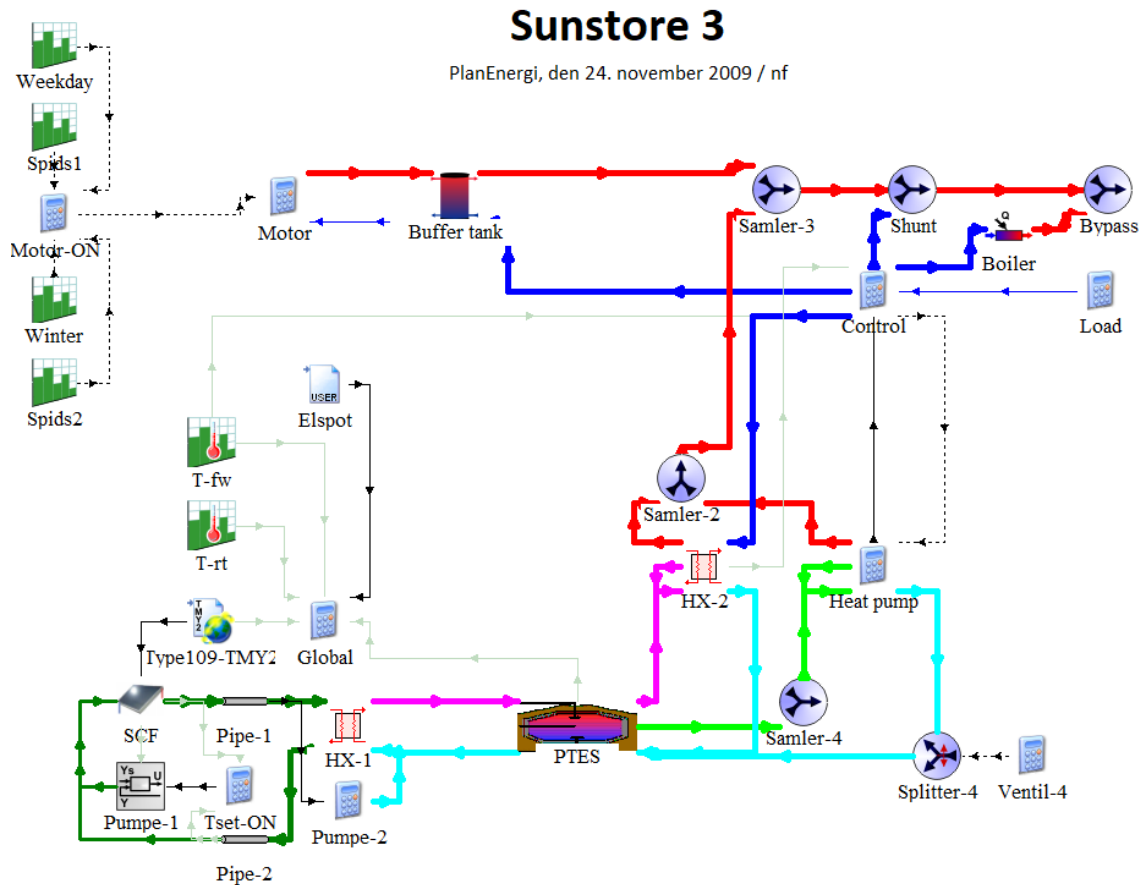 Sunstore 3
PlanEnergi, den 24. november 2009 / nf
Weekday
Spids1
Motor-ON
Winter
Spids2
Motor
Buffer tank
Samler-3
Shunt
Bypass
Q
Boiler
Control
Load
USER
Elspot
T-fw
T-rt
Samler-2
HX-2
Heat pump
TMY2
Type109-TMY2
Global
SCF
Pipe-1
HX-1
PTES
Samler-4
Splitter-4
Ventil-4
Ys
U
Y
Pumpe-1
Tset-ON
Pumpe-2
Pipe-2